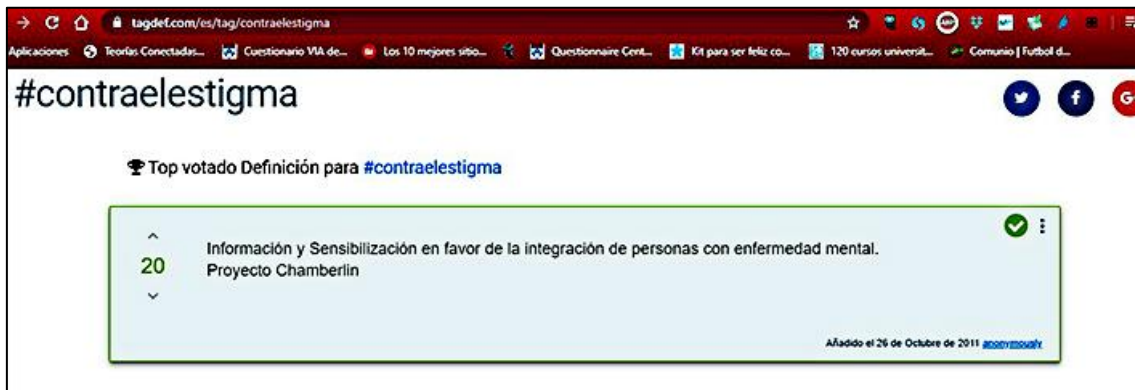 tagdef.com/es/tag/contraelestigma
Aplicaciones Teorías Conectadas... Cuestionario VIA de... Los 10 mejores sitio... Questionnaire Cent... Kit para ser feliz co... 120 cursos universit... Comunio | Futbol d...
#contraelestigma
Top votado Definición para #contraelestigma
20
Información y Sensibilización en favor de la integración de personas con enfermedad mental.
Proyecto Chamberlin
Añadido el 26 de Octubre de 2011 anonymously